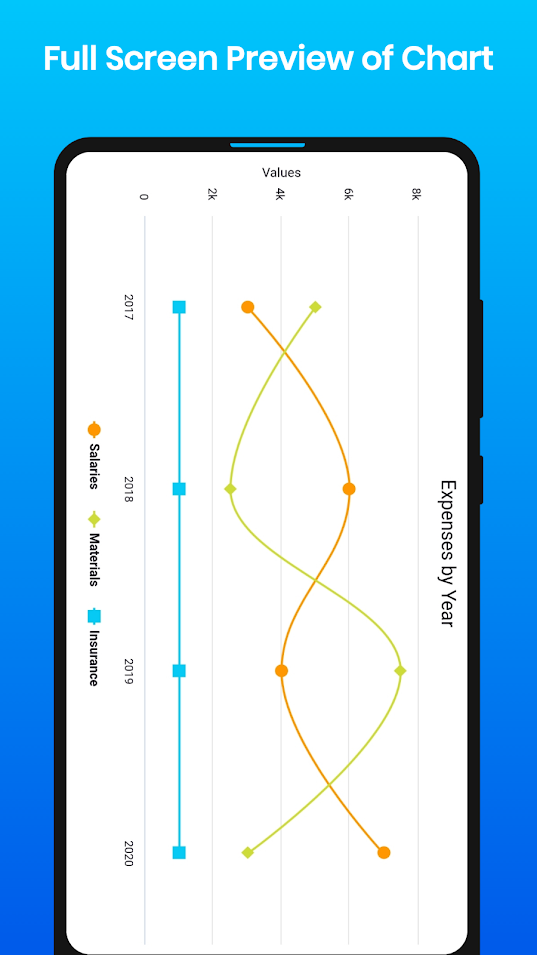 Full Screen Preview of Chart
Expenses by Year
Values
0
2k
4k
6k
8k
2017
2018
2019
2020
Salaries
Materials
Insurance